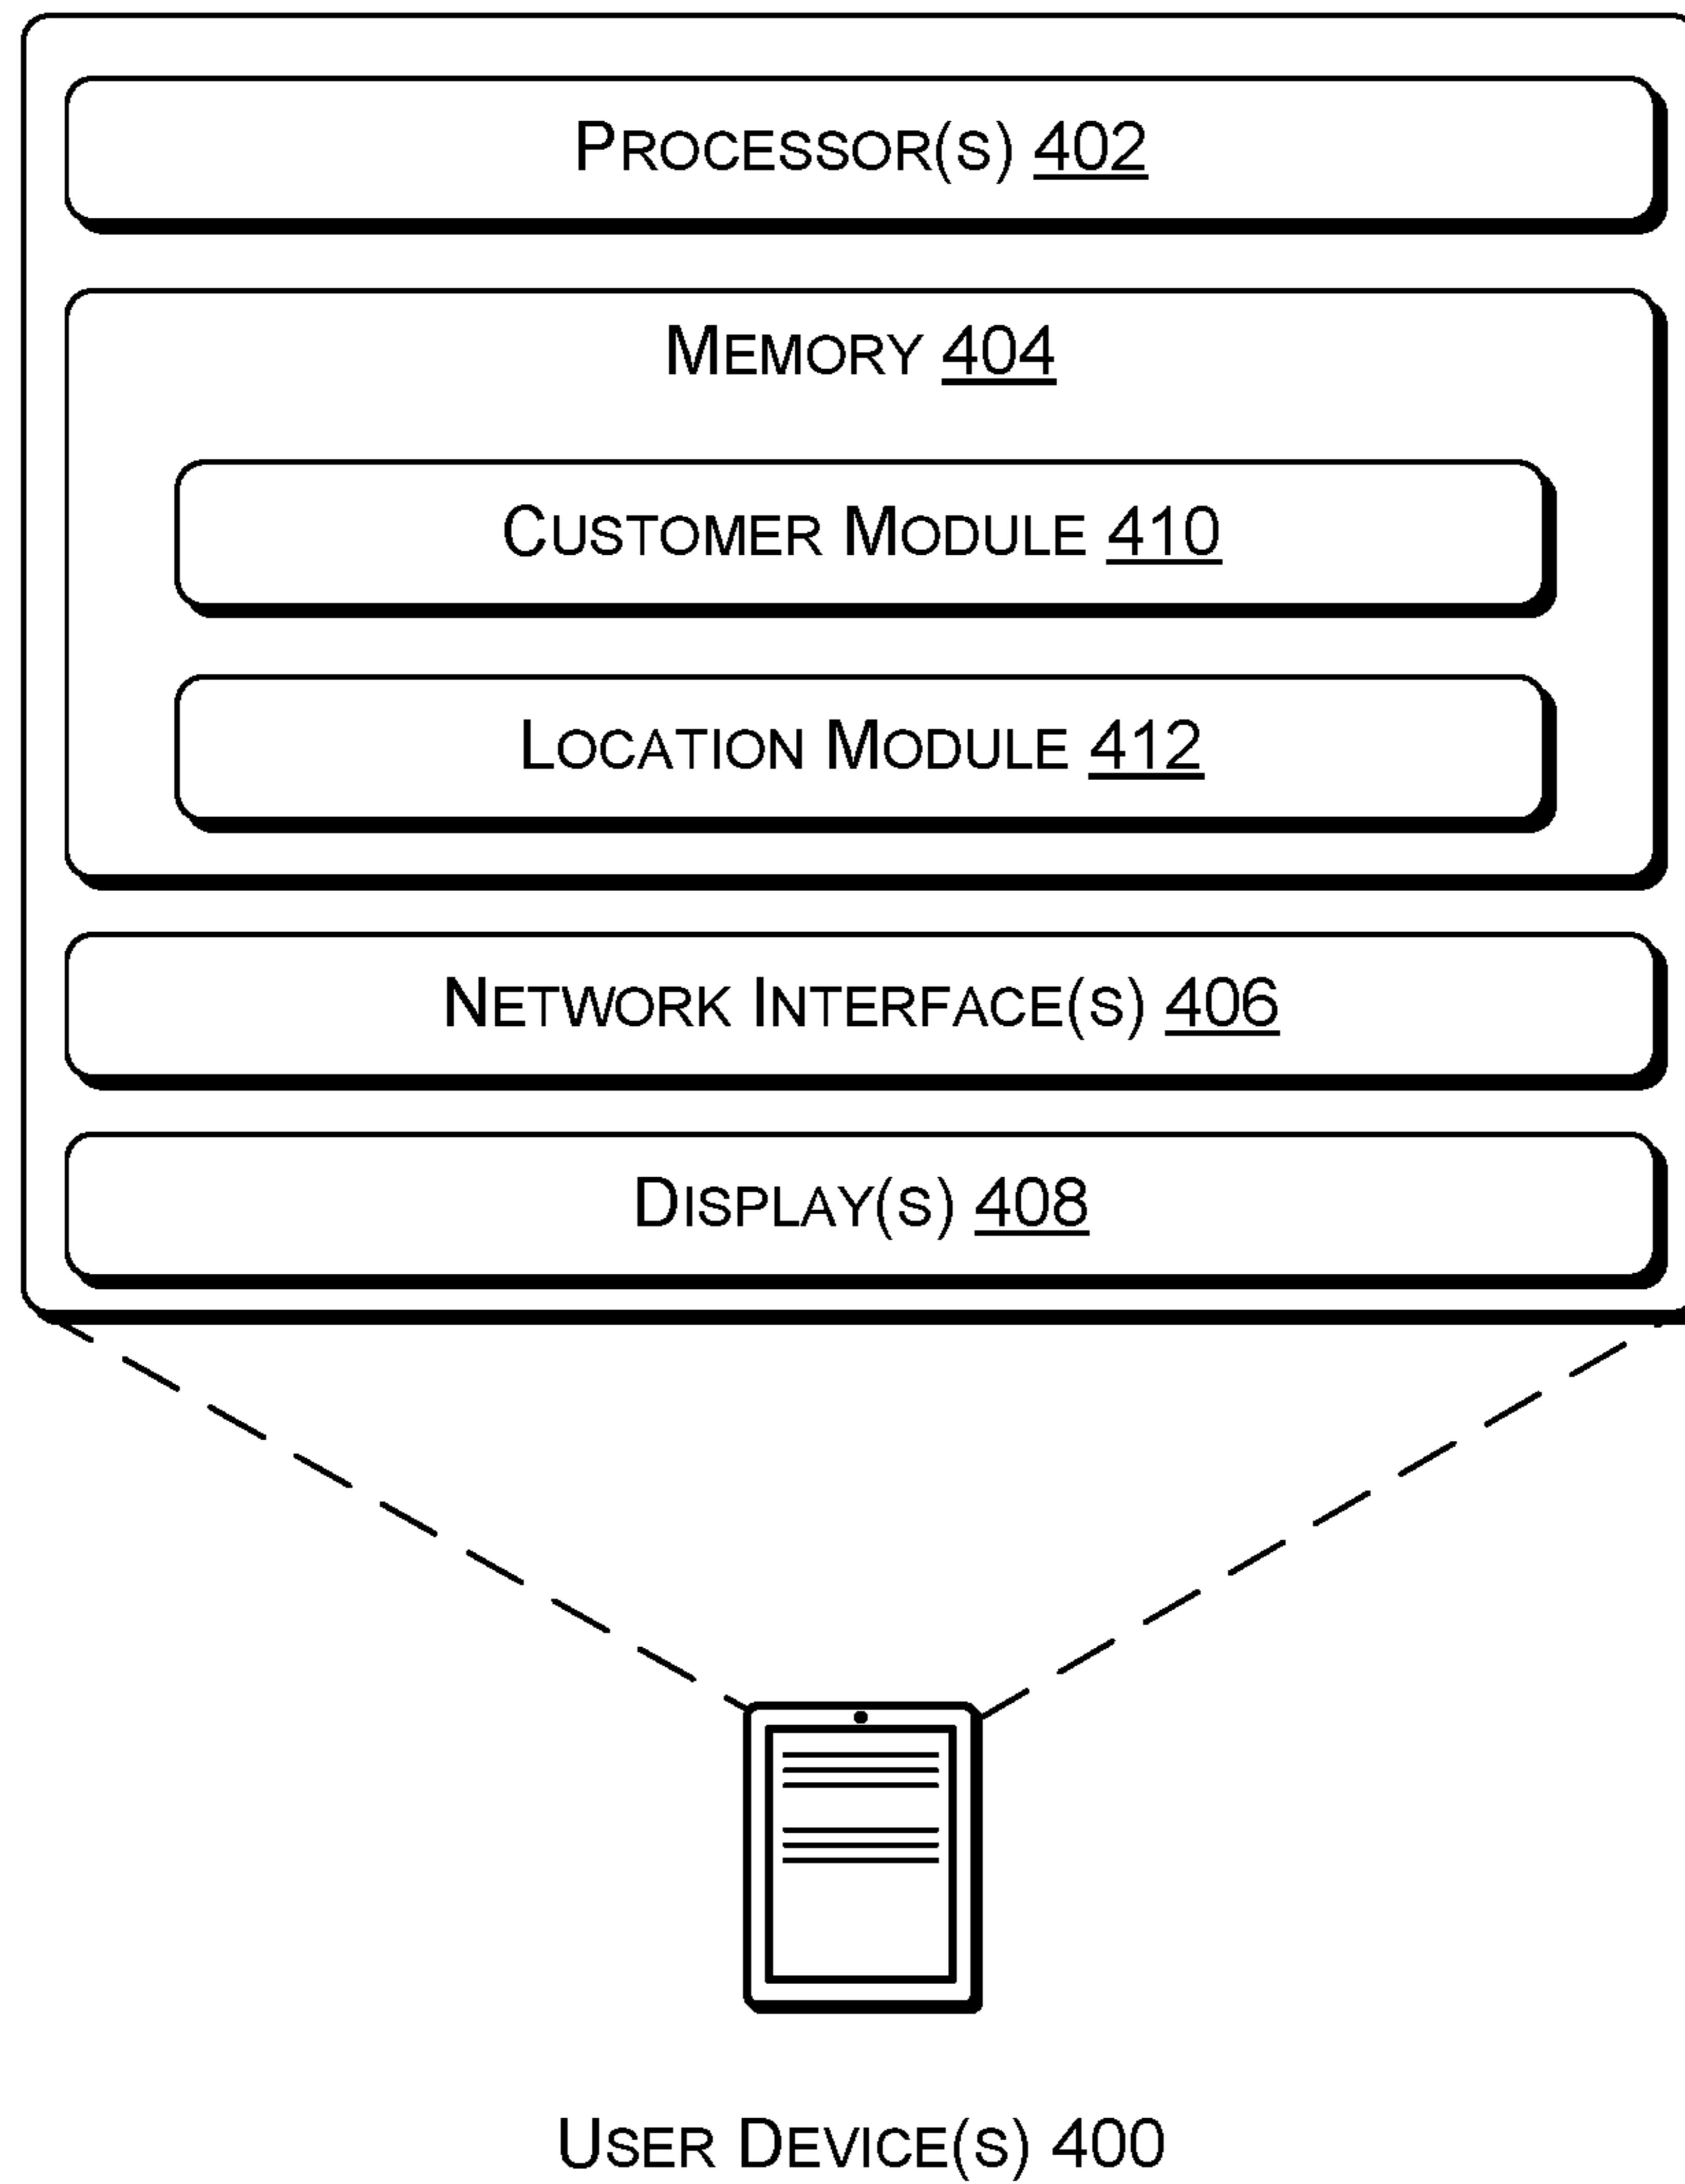 PROCESSOR(S) 402
MEMORY 404
CUSTOMER MODULE 410
LOCATION MODULE 412
NETWORK INTERFACE(S) 406
DISPLAY(S) 408
USER DEVICE(S) 400